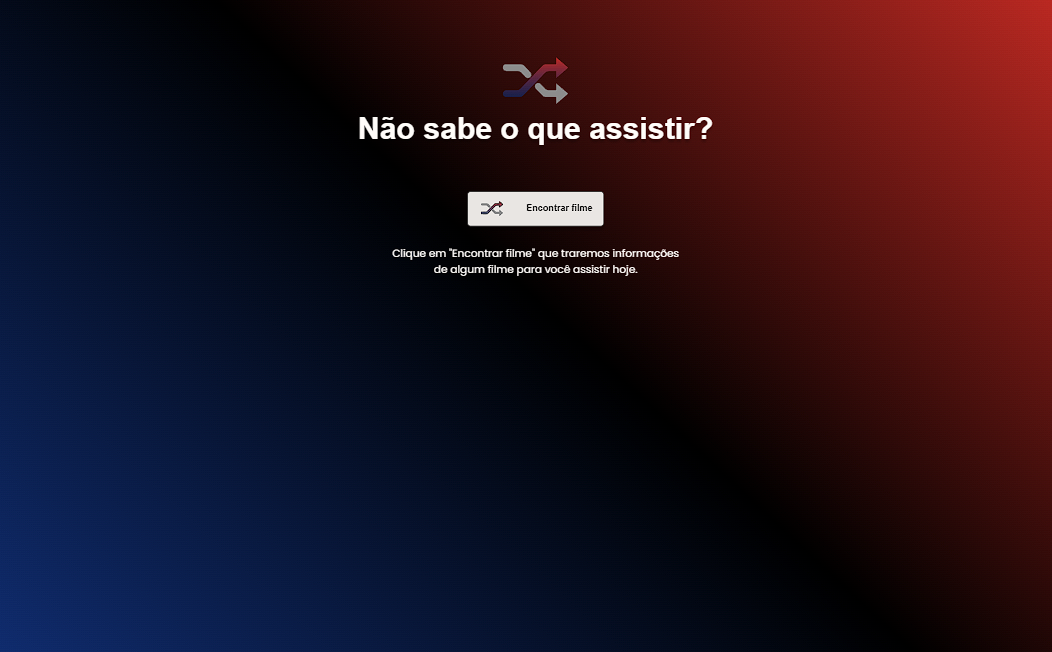 Não sabe o que assistir?
Encontrar filme
Clique em "Encontrar filme" que traremos informações
de algum filme para você assistir hoje.